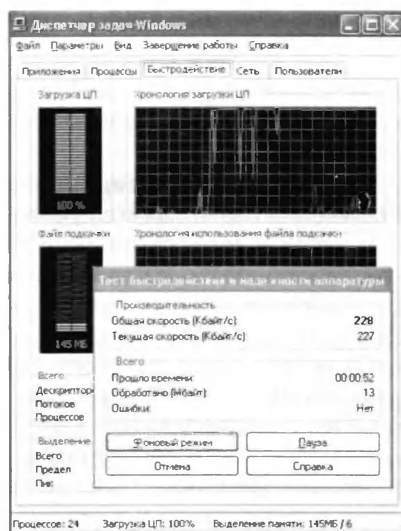 Диспетчер задач Windows
Файл Параметры Вид Завершение работы Справка
Приложения Процессы Быстродействие Сеть Пользователи
Загрузка ЦП
Хронология загрузки ЦП
100 %
Файл подкачки
Хронология использования файла подкачки
145 МБ
Тест быстродействия и надежности аппаратуры
Производительность
Общая скорость (Кбайт/с): 228
Текущая скорость (Кбайт/с): 227
Всего
Прошло времени: 00:00:52
Обработано (Мбайт): 13
Ошибки: Нет
Фоновый режим Пауза
Отмена Справка
Всего
Дескрипторо
Потоков
Процессов
Выделение
Всего
Предел
Пик
Процессов: 24 Загрузка ЦП: 100% Выделение памяти: 145МБ / 6